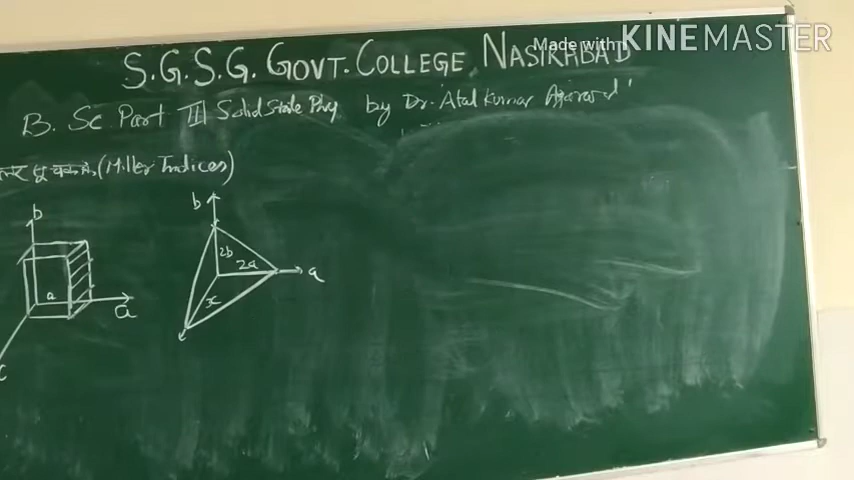 Made with KINEMASTER
S.G.S.G. GOVT. COLLEGE, NASIRABAD
B. Sc. Part III Solid State Phy. by Dr. Atal Kumar Agarwal
(Miller Indices)
b
b
2b
2a
a
a
a
x
c
c